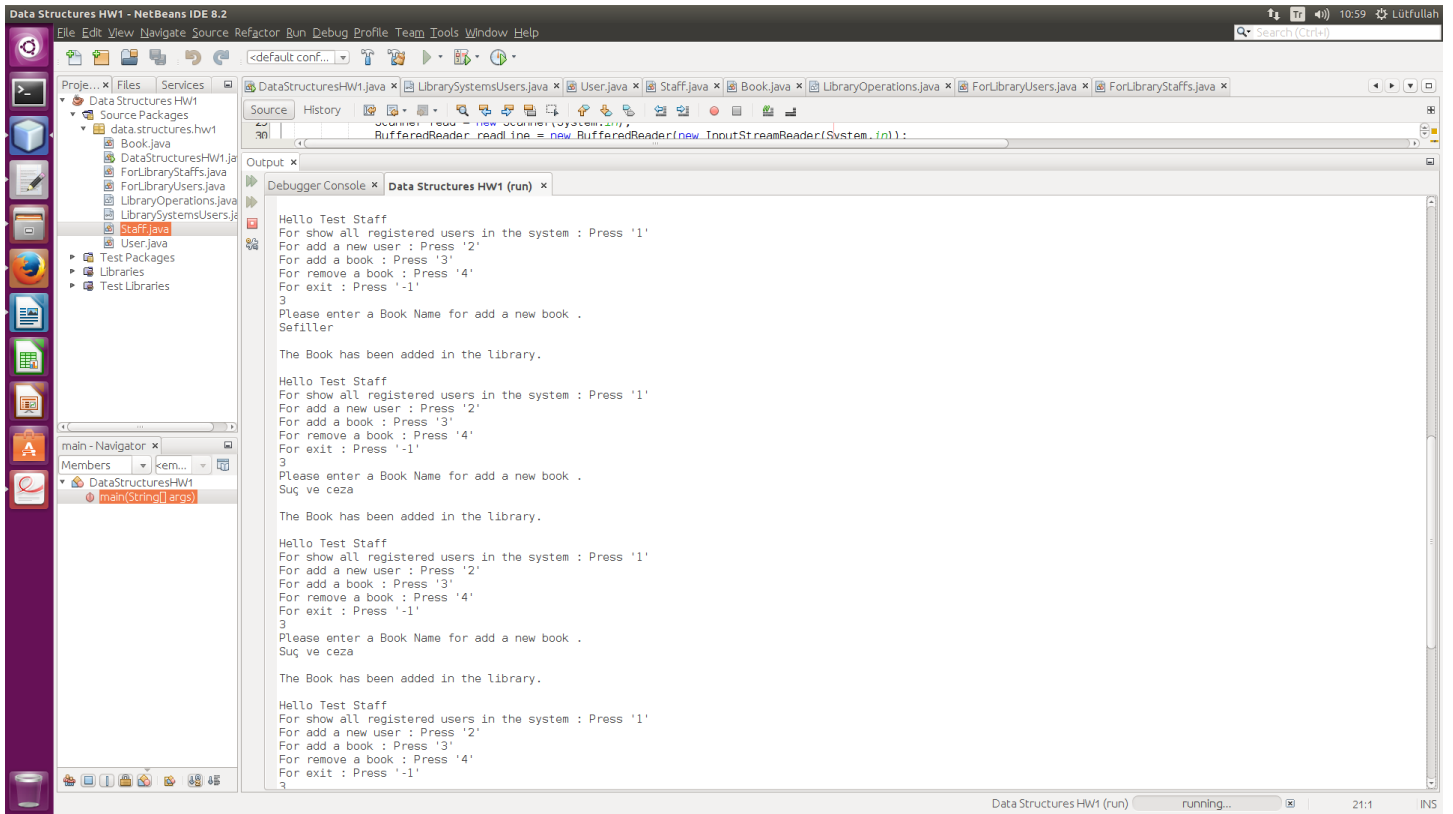 Data Structures HW1 - NetBeans IDE 8.2
Tr 10:59 Lütfullah
File Edit View Navigate Source Refactor Run Debug Profile Team Tools Window Help
Search (Ctrl+I)
<default conf...
Proje... × Files Services
DataStructuresHW1.java × LibrarySystemsUsers.java × User.java × Staff.java × Book.java × LibraryOperations.java × ForLibraryUsers.java × ForLibraryStaffs.java ×
Source History
Data Structures HW1
Source Packages
data.structures.hw1
Book.java
DataStructuresHW1.ja
ForLibraryStaffs.java
ForLibraryUsers.java
LibraryOperations.java
LibrarySystemsUsers.ja
Staff.java
User.java
Test Packages
Libraries
Test Libraries
29 Scanner read = new Scanner(System.in);
30 BufferedReader readLine = new BufferedReader(new InputStreamReader(System.in));
Output ×
Debugger Console × Data Structures HW1 (run) ×
Hello Test Staff
For show all registered users in the system : Press '1'
For add a new user : Press '2'
For add a book : Press '3'
For remove a book : Press '4'
For exit : Press '-1'
3
Please enter a Book Name for add a new book .
Sefiller
The Book has been added in the library.
Hello Test Staff
For show all registered users in the system : Press '1'
For add a new user : Press '2'
For add a book : Press '3'
For remove a book : Press '4'
For exit : Press '-1'
3
Please enter a Book Name for add a new book .
Suç ve ceza
The Book has been added in the library.
Hello Test Staff
For show all registered users in the system : Press '1'
For add a new user : Press '2'
For add a book : Press '3'
For remove a book : Press '4'
For exit : Press '-1'
3
Please enter a Book Name for add a new book .
Suç ve ceza
The Book has been added in the library.
Hello Test Staff
For show all registered users in the system : Press '1'
For add a new user : Press '2'
For add a book : Press '3'
For remove a book : Press '4'
For exit : Press '-1'
3
main - Navigator ×
Members <em...
DataStructuresHW1
main(String[] args)
Data Structures HW1 (run) running... 21:1 INS